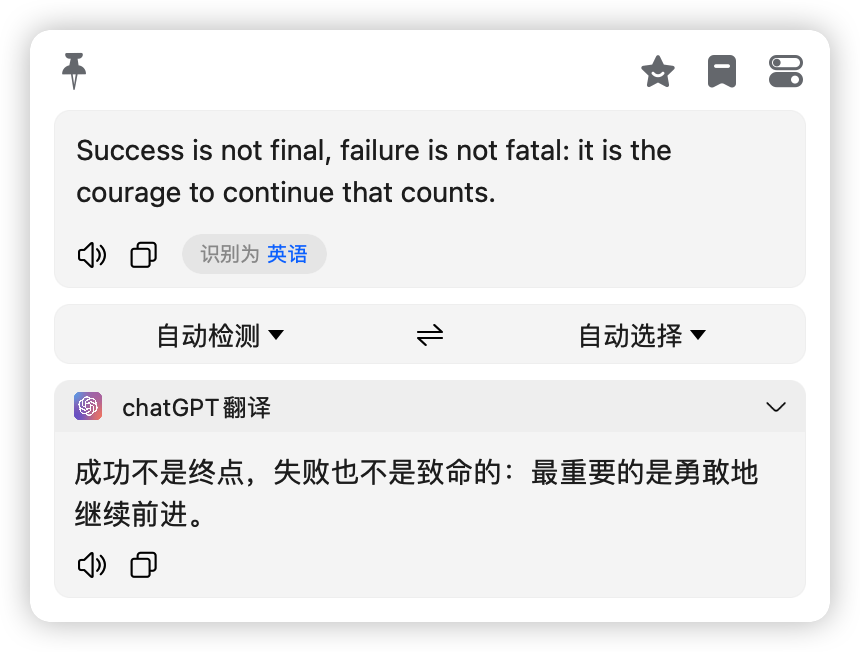 Success is not final, failure is not fatal: it is the
courage to continue that counts.
识别为 英语
自动检测 自动选择
chatGPT翻译
成功不是终点，失败也不是致命的：最重要的是勇敢地
继续前进。